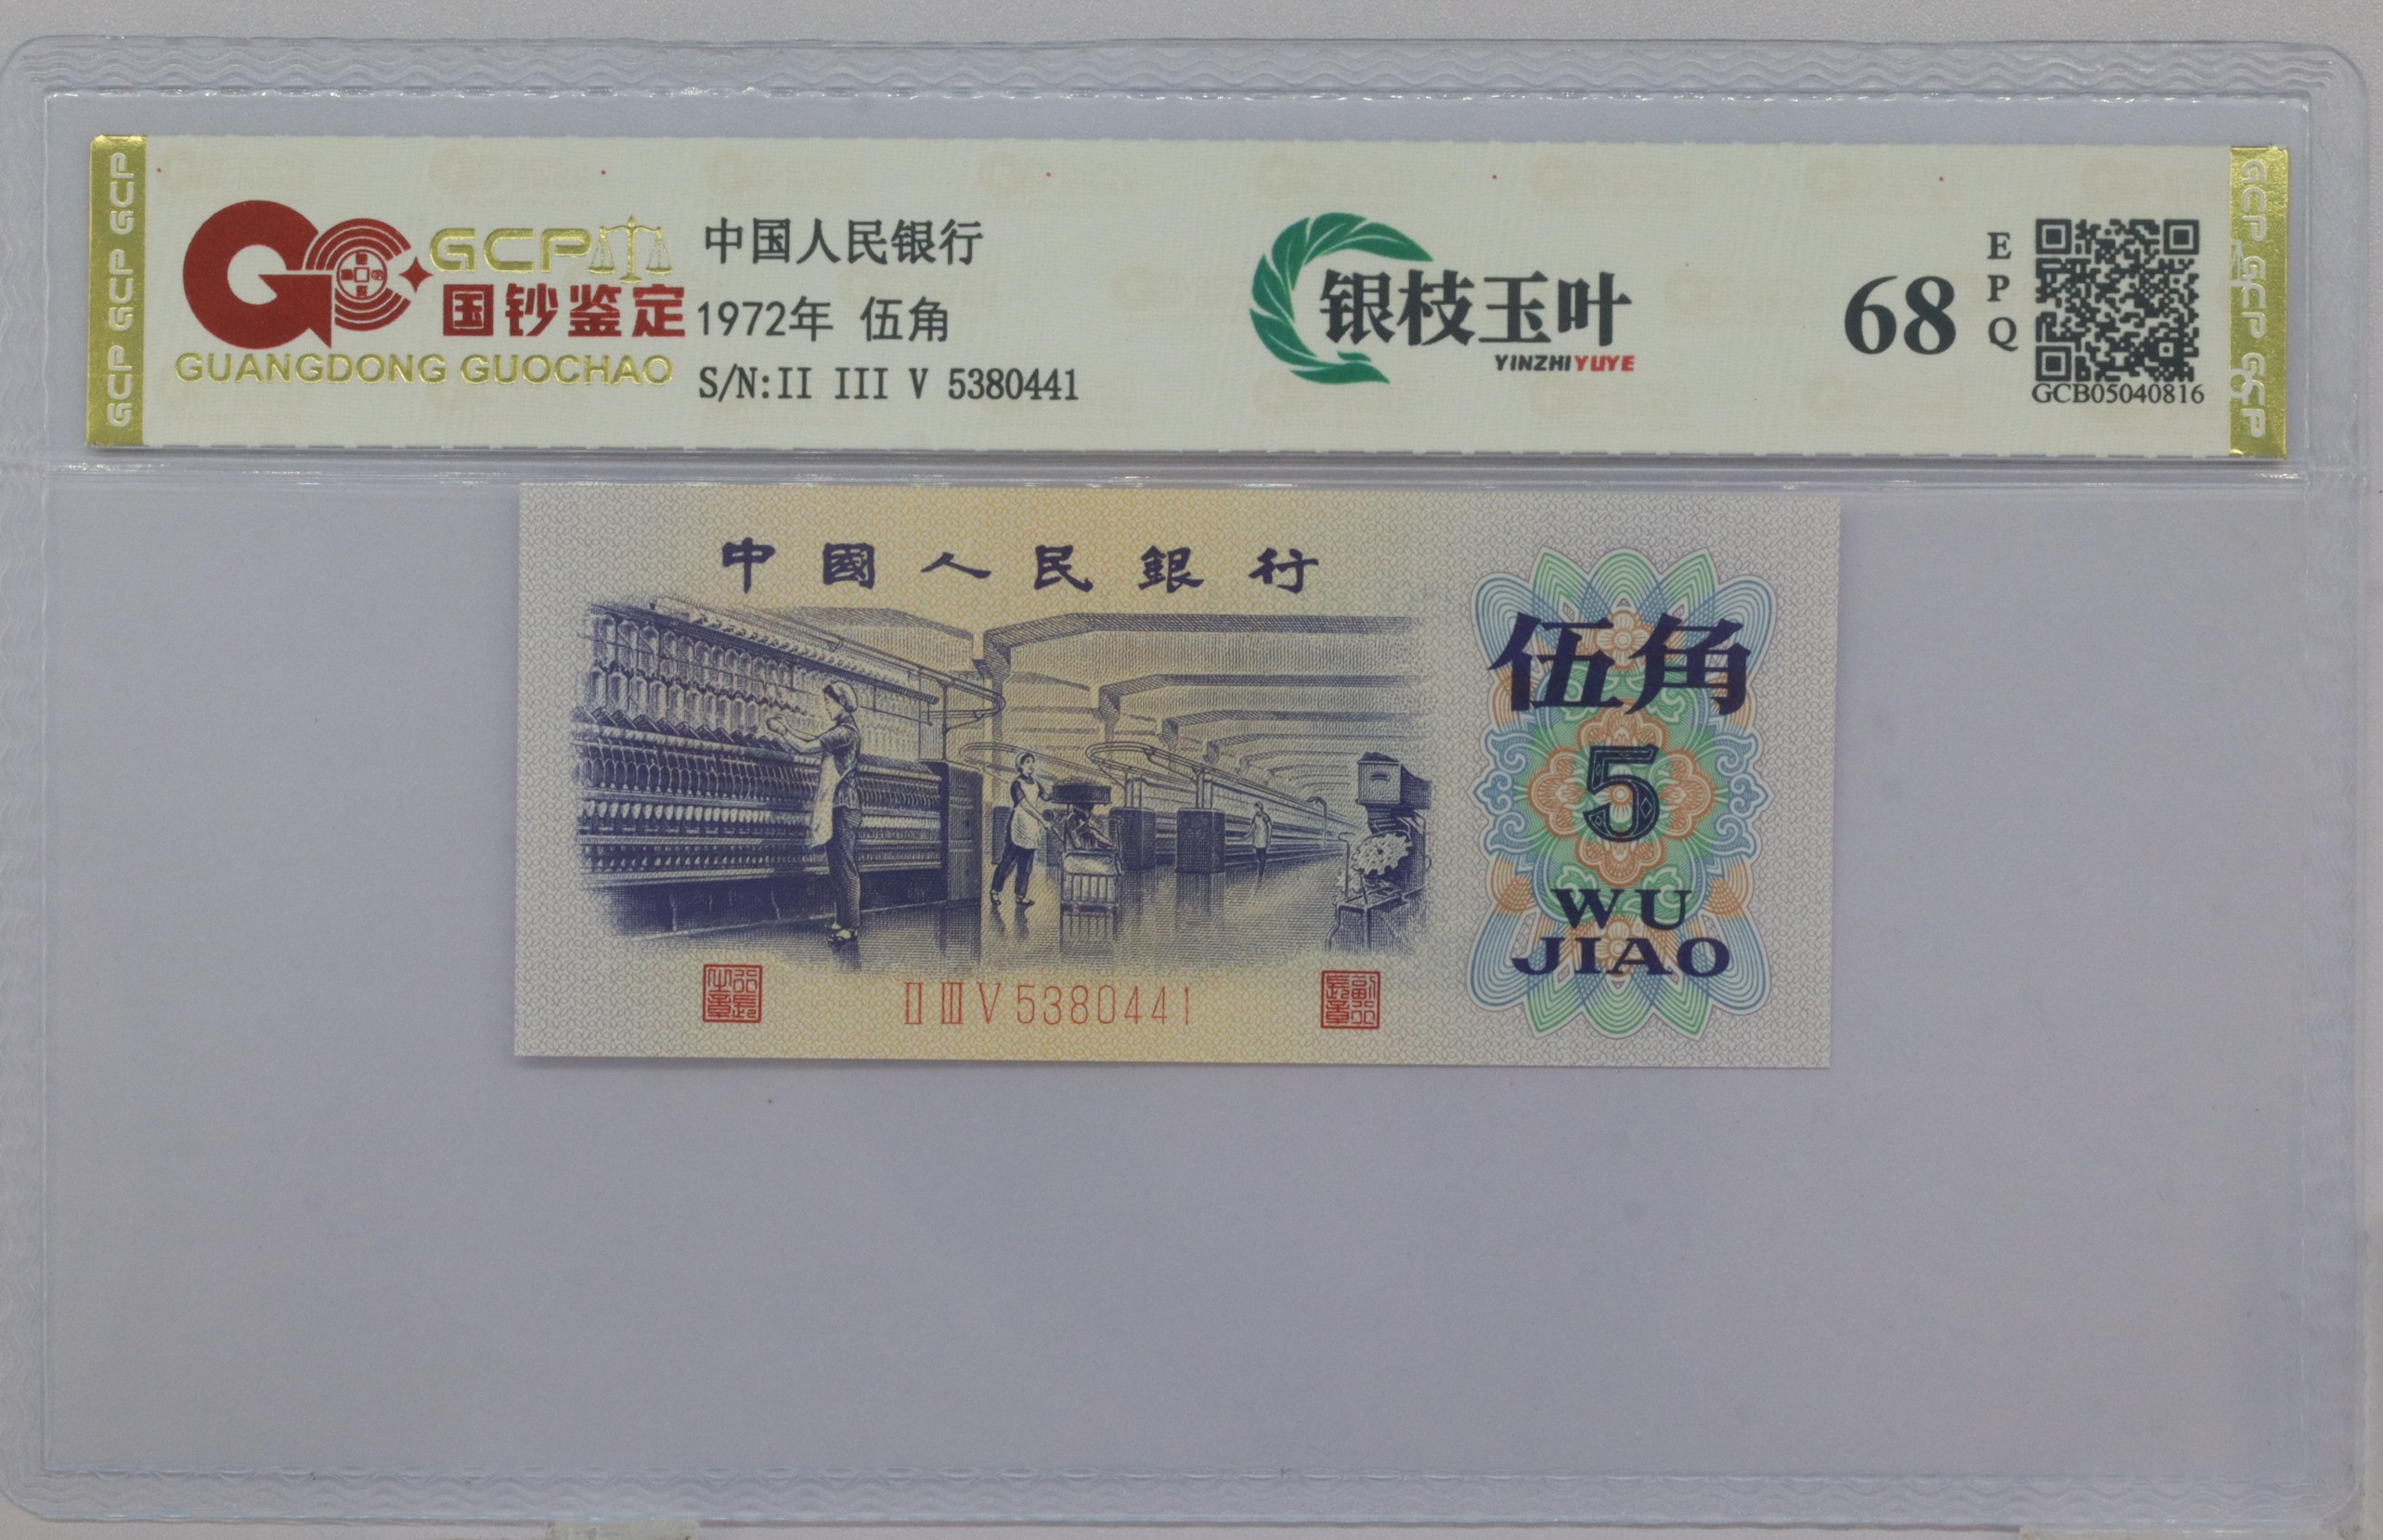 GCP GCP GCP
GCP
国钞鉴定
GUANGDONG GUOCHAO
中国人民银行
1972年 伍角
S/N:II III V 5380441
银枝玉叶
YINZHIYUYE
68
EPQ
GCB05040816
GCP GCP GCP
中國人民銀行
伍角
5
WU
JIAO
II III V 5380441